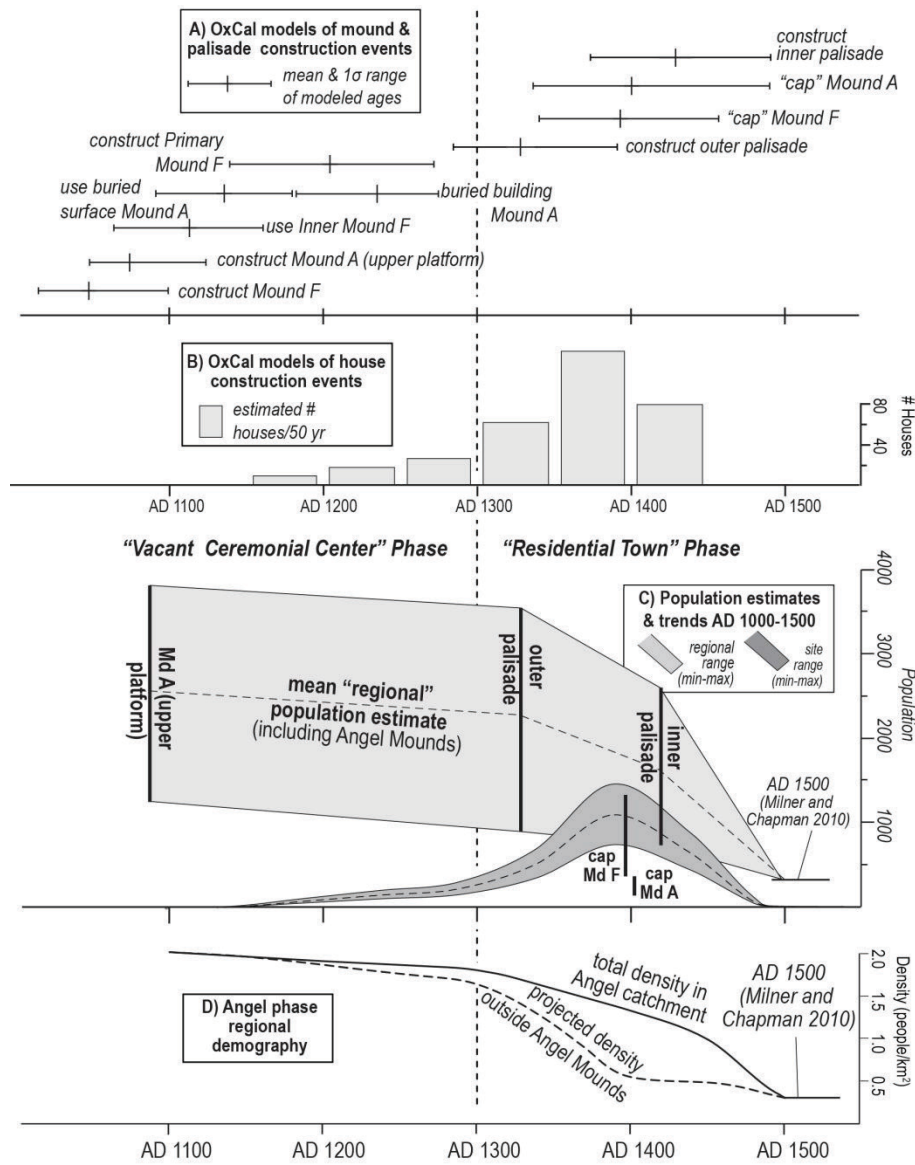 A) OxCal models of mound &
palisade construction events
mean & 1σ range
of modeled ages
construct
inner palisade
"cap" Mound A
"cap" Mound F
construct outer palisade
construct Primary
Mound F
use buried
surface Mound A
buried building
Mound A
use Inner Mound F
construct Mound A (upper platform)
construct Mound F
AD 1100 AD 1200 AD 1300 AD 1400 AD 1500
B) OxCal models of house
construction events
estimated #
houses/50 yr
# Houses
80
40
AD 1100 AD 1200 AD 1300 AD 1400 AD 1500
"Vacant Ceremonial Center" Phase
"Residential Town" Phase
C) Population estimates
& trends AD 1000-1500
regional
range
(min-max)
site
range
(min-max)
Population
4000
3000
2000
1000
Md A (upper
platform)
mean "regional"
population estimate
(including Angel Mounds)
outer
palisade
inner
palisade
cap
Md F
cap
Md A
AD 1500
(Milner and
Chapman 2010)
D) Angel phase
regional
demography
total density in
Angel catchment
projected density
outside Angel Mounds
AD 1500
(Milner and
Chapman 2010)
Density (people/km²)
2.0
1.5
1.0
0.5
AD 1100 AD 1200 AD 1300 AD 1400 AD 1500